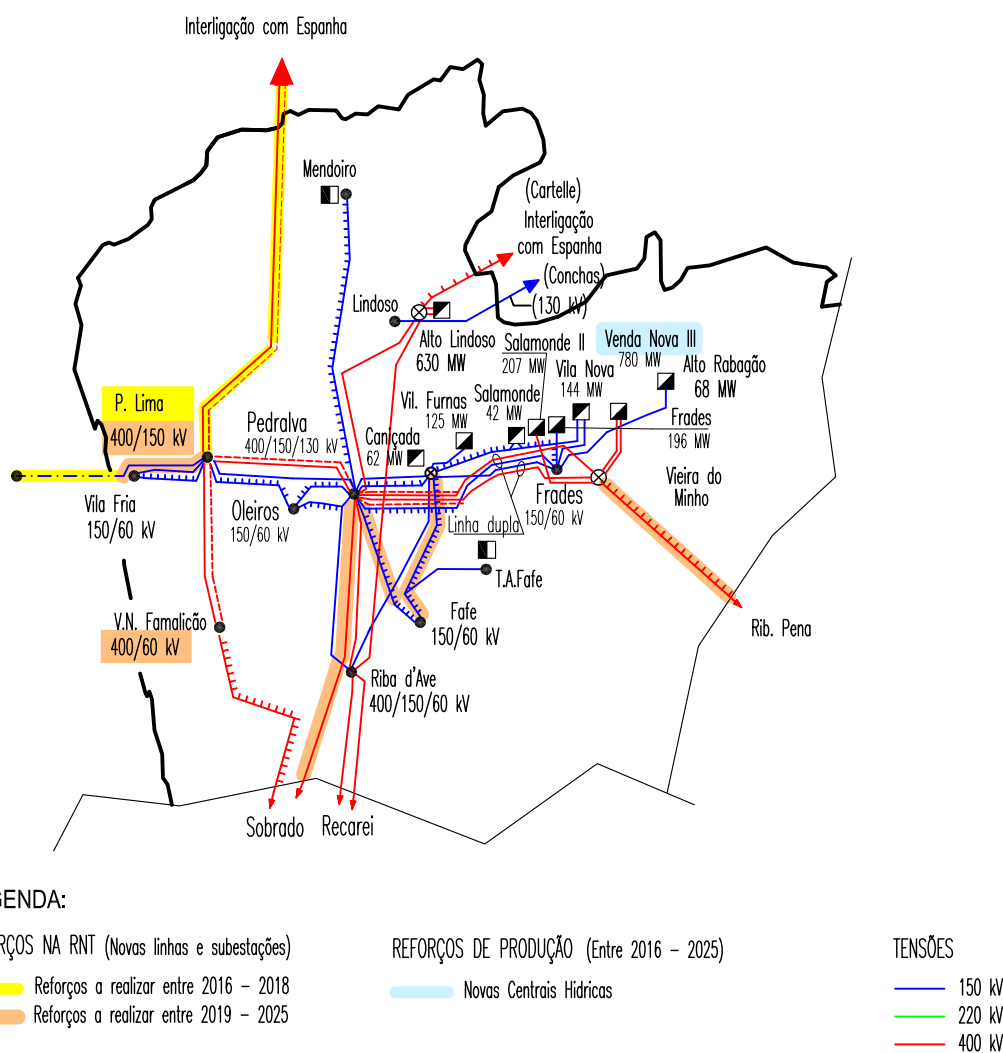 Interligação com Espanha
Mendoiro
(Cartelle)
Interligação
com Espanha
(Conchas)
(130 kV)
Lindoso
Alto Lindoso
630 MW
Salamonde II
207 MW
Venda Nova III
780 MW
Vila Nova
144 MW
Alto Rabagão
68 MW
P. Lima
400/150 kV
Pedralva
400/150/130 kV
Vil. Furnas
125 MW
Salamonde
42 MW
Frades
196 MW
Caniçada
62 MW
Vieira do
Minho
Vila Fria
150/60 kV
Oleiros
150/60 kV
Frades
150/60 kV
Linha dupla
T.A.Fafe
Fafe
150/60 kV
V.N. Famalicão
400/60 kV
Rib. Pena
Riba d'Ave
400/150/60 kV
Sobrado
Recarei
GENDA:
RÇOS NA RNT (Novas linhas e subestações)
Reforços a realizar entre 2016 - 2018
Reforços a realizar entre 2019 - 2025
REFORÇOS DE PRODUÇÃO (Entre 2016 - 2025)
Novas Centrais Hidricas
TENSÕES
150 kV
220 kV
400 kV